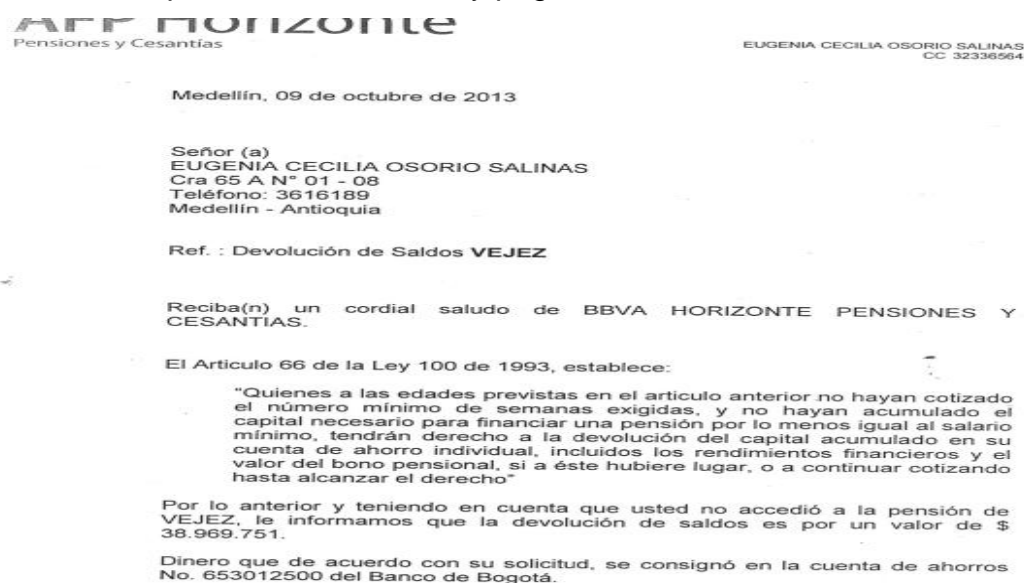 AFP Horizonte
Pensiones y Cesantías
EUGENIA CECILIA OSORIO SALINAS
CC 32336564
Medellín, 09 de octubre de 2013
Señor (a)
EUGENIA CECILIA OSORIO SALINAS
Cra 65 A N° 01 - 08
Teléfono: 3616189
Medellín - Antioquia
Ref. : Devolución de Saldos VEJEZ
Reciba(n) un cordial saludo de BBVA HORIZONTE PENSIONES Y
CESANTIAS.
El Articulo 66 de la Ley 100 de 1993, establece:
"Quienes a las edades previstas en el articulo anterior no hayan cotizado
el número mínimo de semanas exigidas, y no hayan acumulado el
capital necesario para financiar una pensión por lo menos igual al salario
mínimo, tendrán derecho a la devolución del capital acumulado en su
cuenta de ahorro individual, incluidos los rendimientos financieros y el
valor del bono pensional, si a éste hubiere lugar, o a continuar cotizando
hasta alcanzar el derecho"
Por lo anterior y teniendo en cuenta que usted no accedió a la pensión de
VEJEZ, le informamos que la devolución de saldos es por un valor de $
38.969.751.
Dinero que de acuerdo con su solicitud, se consignó en la cuenta de ahorros
No. 653012500 del Banco de Bogotá.